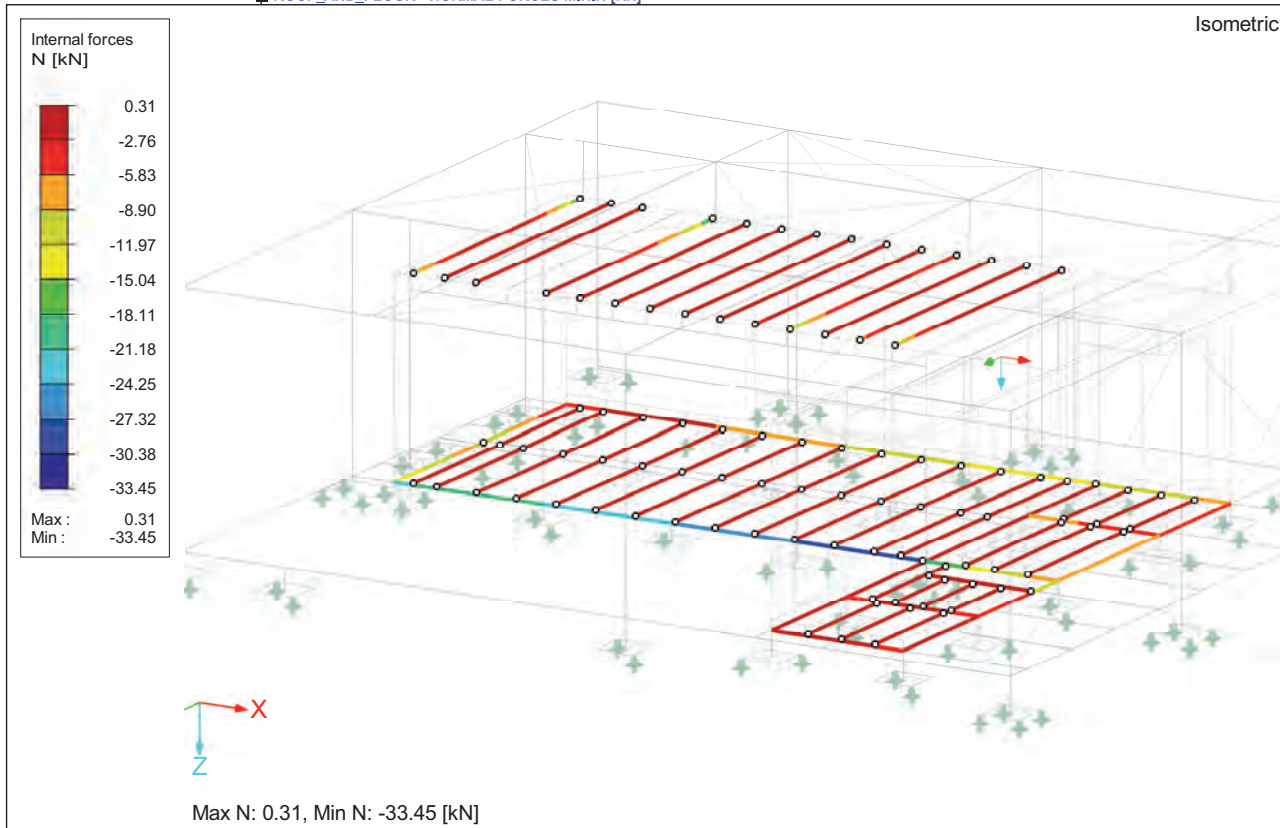 Isometric
Internal forces
N [kN]
0.31
-2.76
-5.83
-8.90
-11.97
-15.04
-18.11
-21.18
-24.25
-27.32
-30.38
-33.45
Max : 0.31
Min : -33.45
X
Z
Max N: 0.31, Min N: -33.45 [kN]